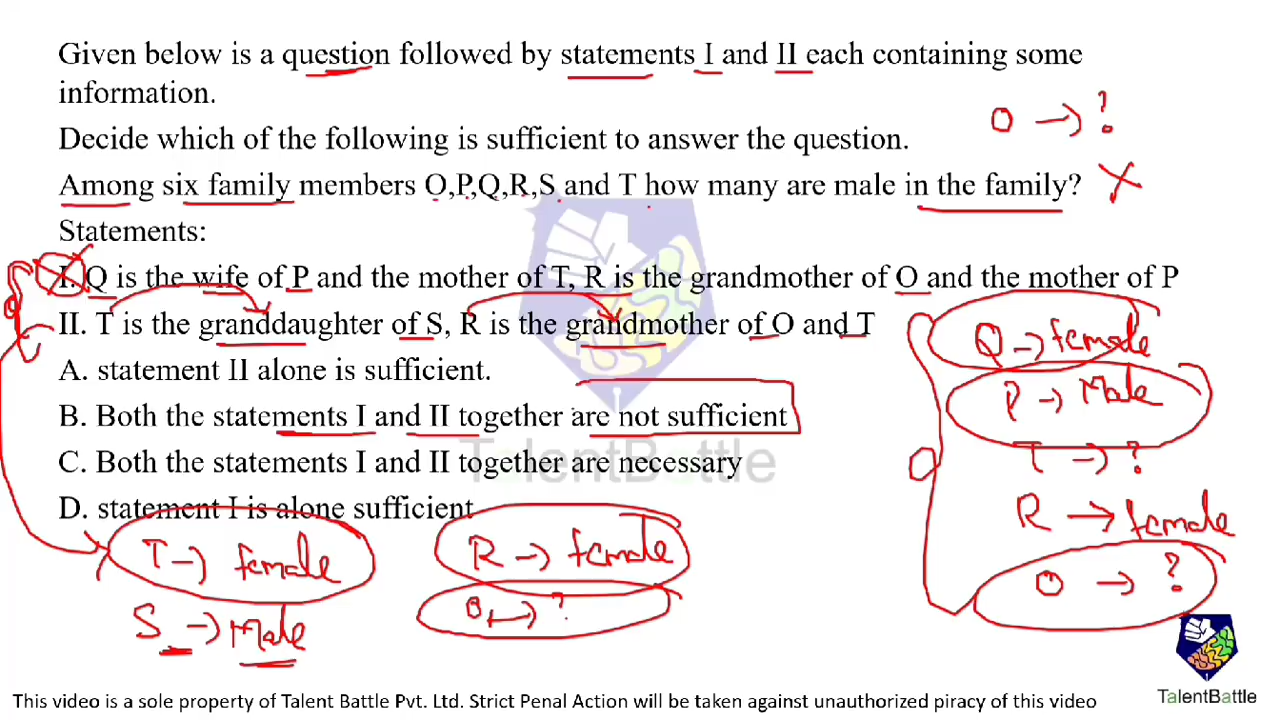 Given below is a question followed by statements I and II each containing some
information.
O → ?
Decide which of the following is sufficient to answer the question.
Among six family members O,P,Q,R,S and T how many are male in the family?
Statements:
I. Q is the wife of P and the mother of T, R is the grandmother of O and the mother of P
II. T is the granddaughter of S, R is the grandmother of O and T
Q → female
A. statement II alone is sufficient.
P → Male
B. Both the statements I and II together are not sufficient
TalentBattle
T → ?
C. Both the statements I and II together are necessary
D. statement I is alone sufficient
R → female
T → female
R → female
O → ?
S → Male
O → ?
TalentBattle
This video is a sole property of Talent Battle Pvt. Ltd. Strict Penal Action will be taken against unauthorized piracy of this video